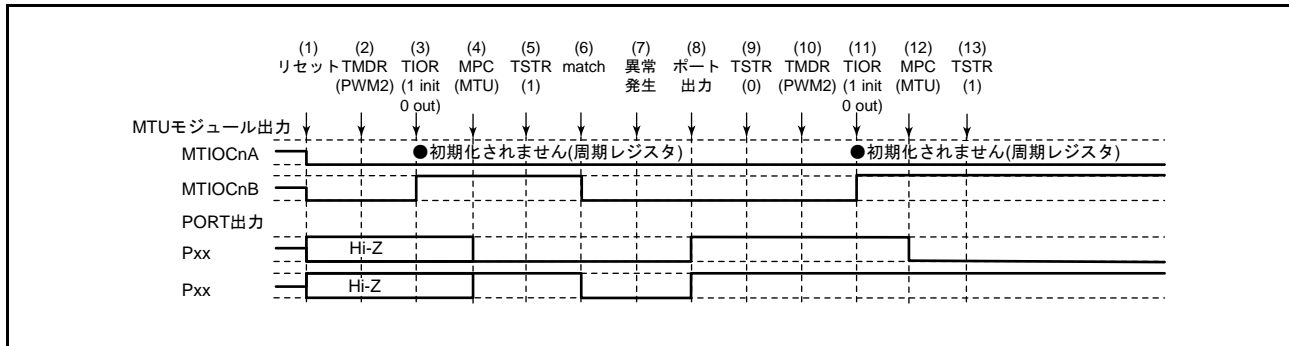 (1) (2) (3) (4) (5) (6) (7) (8) (9) (10) (11) (12) (13)
リセット TMDR TIOR MPC TSTR match 異常 ポート TSTR TMDR TIOR MPC TSTR
(PWM2) (1 init (MTU) (1) 発生 出力 (0) (PWM2) (1 init (MTU) (1)
0 out) 0 out)
MTUモジュール出力
MTIOCnA ●初期化されません(周期レジスタ) ●初期化されません(周期レジスタ)
MTIOCnB
PORT出力
Pxx Hi-Z
Pxx Hi-Z